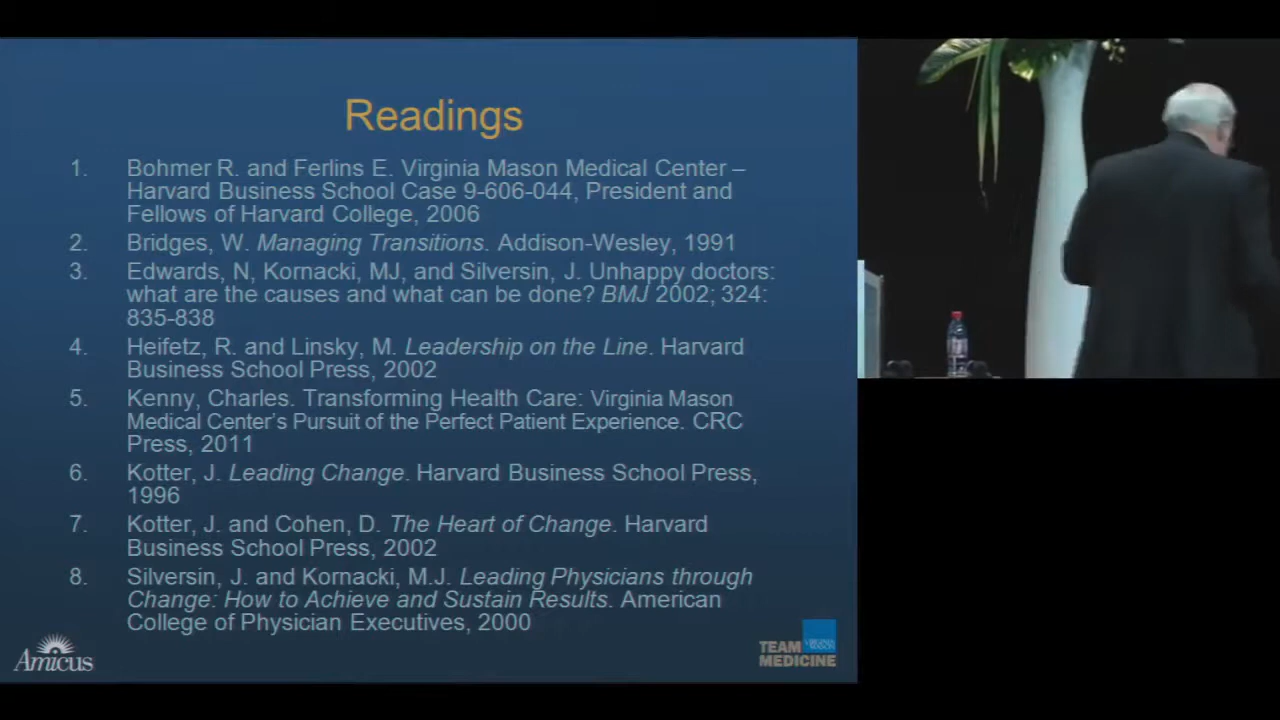 Readings
1. Bohmer R. and Ferlins E. Virginia Mason Medical Center –
Harvard Business School Case 9-606-044, President and
Fellows of Harvard College, 2006
2. Bridges, W. Managing Transitions. Addison-Wesley, 1991
3. Edwards, N, Kornacki, MJ, and Silversin, J. Unhappy doctors:
what are the causes and what can be done? BMJ 2002; 324:
835-838
4. Heifetz, R. and Linsky, M. Leadership on the Line. Harvard
Business School Press, 2002
5. Kenny, Charles. Transforming Health Care: Virginia Mason
Medical Center's Pursuit of the Perfect Patient Experience. CRC
Press, 2011
6. Kotter, J. Leading Change. Harvard Business School Press,
1996
7. Kotter, J. and Cohen, D. The Heart of Change. Harvard
Business School Press, 2002
8. Silversin, J. and Kornacki, M.J. Leading Physicians through
Change: How to Achieve and Sustain Results. American
College of Physician Executives, 2000
Amicus
VIRGINIA
MASON
TEAM
MEDICINE